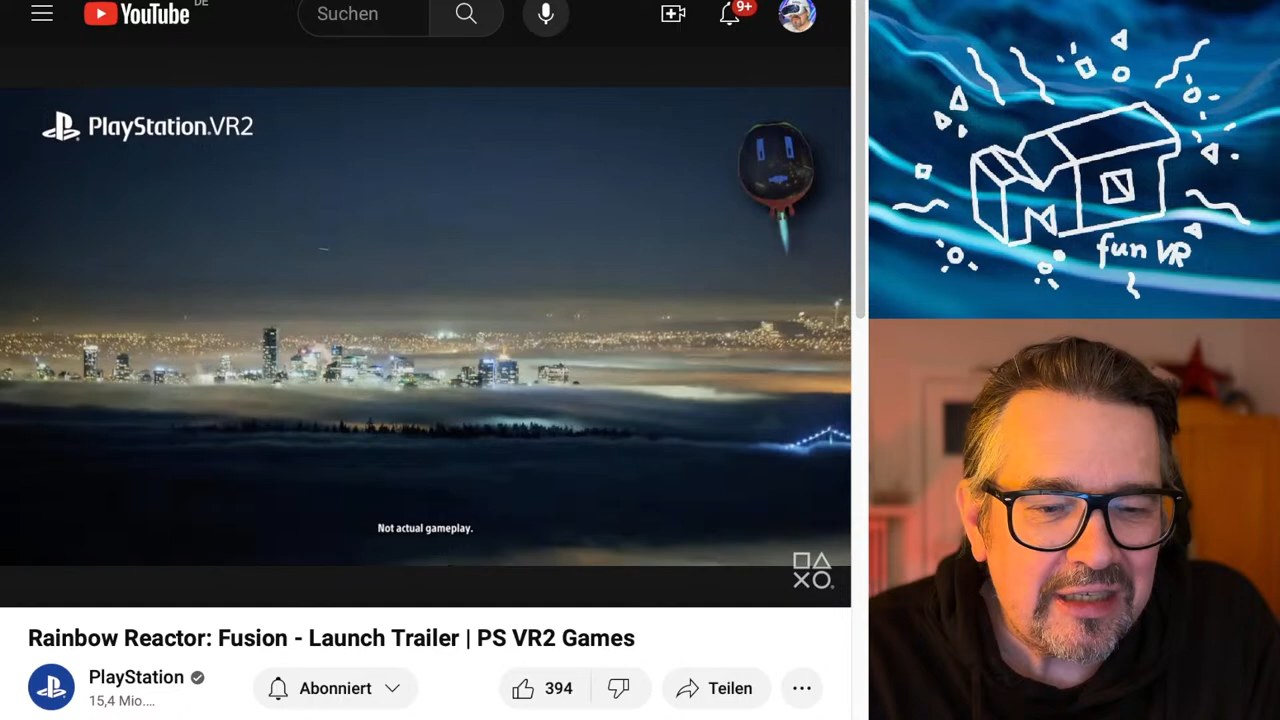 DE
YouTube
Suchen
9+
PlayStation.VR2
Not actual gameplay.
fun VR
Rainbow Reactor: Fusion - Launch Trailer | PS VR2 Games
PlayStation
15,4 Mio....
Abonniert
394
Teilen